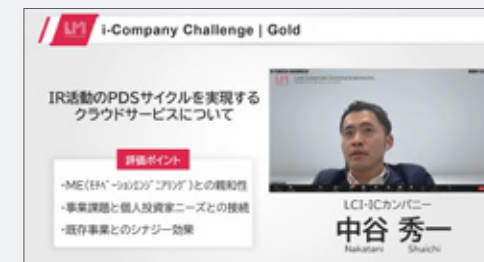 LM i-Company Challenge | Gold
IR活動のPDSサイクルを実現する
クラウドサービスについて
評価ポイント
・ME(モチベーションエンジニアリング)との親和性
・事業課題と個人投資家ニーズとの接続
・既存事業とのシナジー効果
LCI-ICカンパニー
中谷 秀一
Nakatani Shuichi